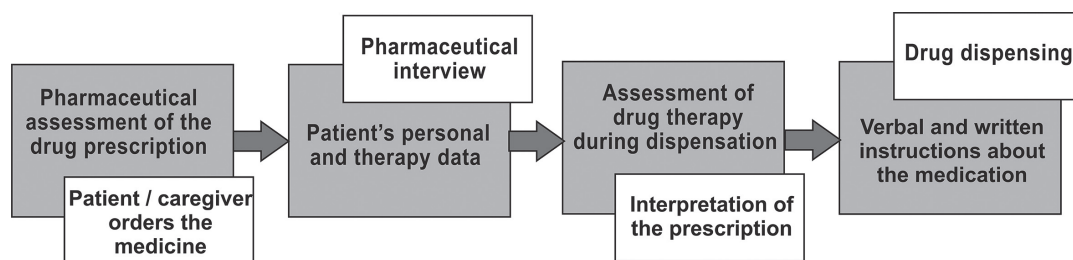 Pharmaceutical
assessment of the
drug prescription
Patient / caregiver
orders the
medicine
Pharmaceutical
interview
Patient's personal
and therapy data
Assessment of
drug therapy
during dispensation
Interpretation of
the prescription
Drug dispensing
Verbal and written
instructions about
the medication